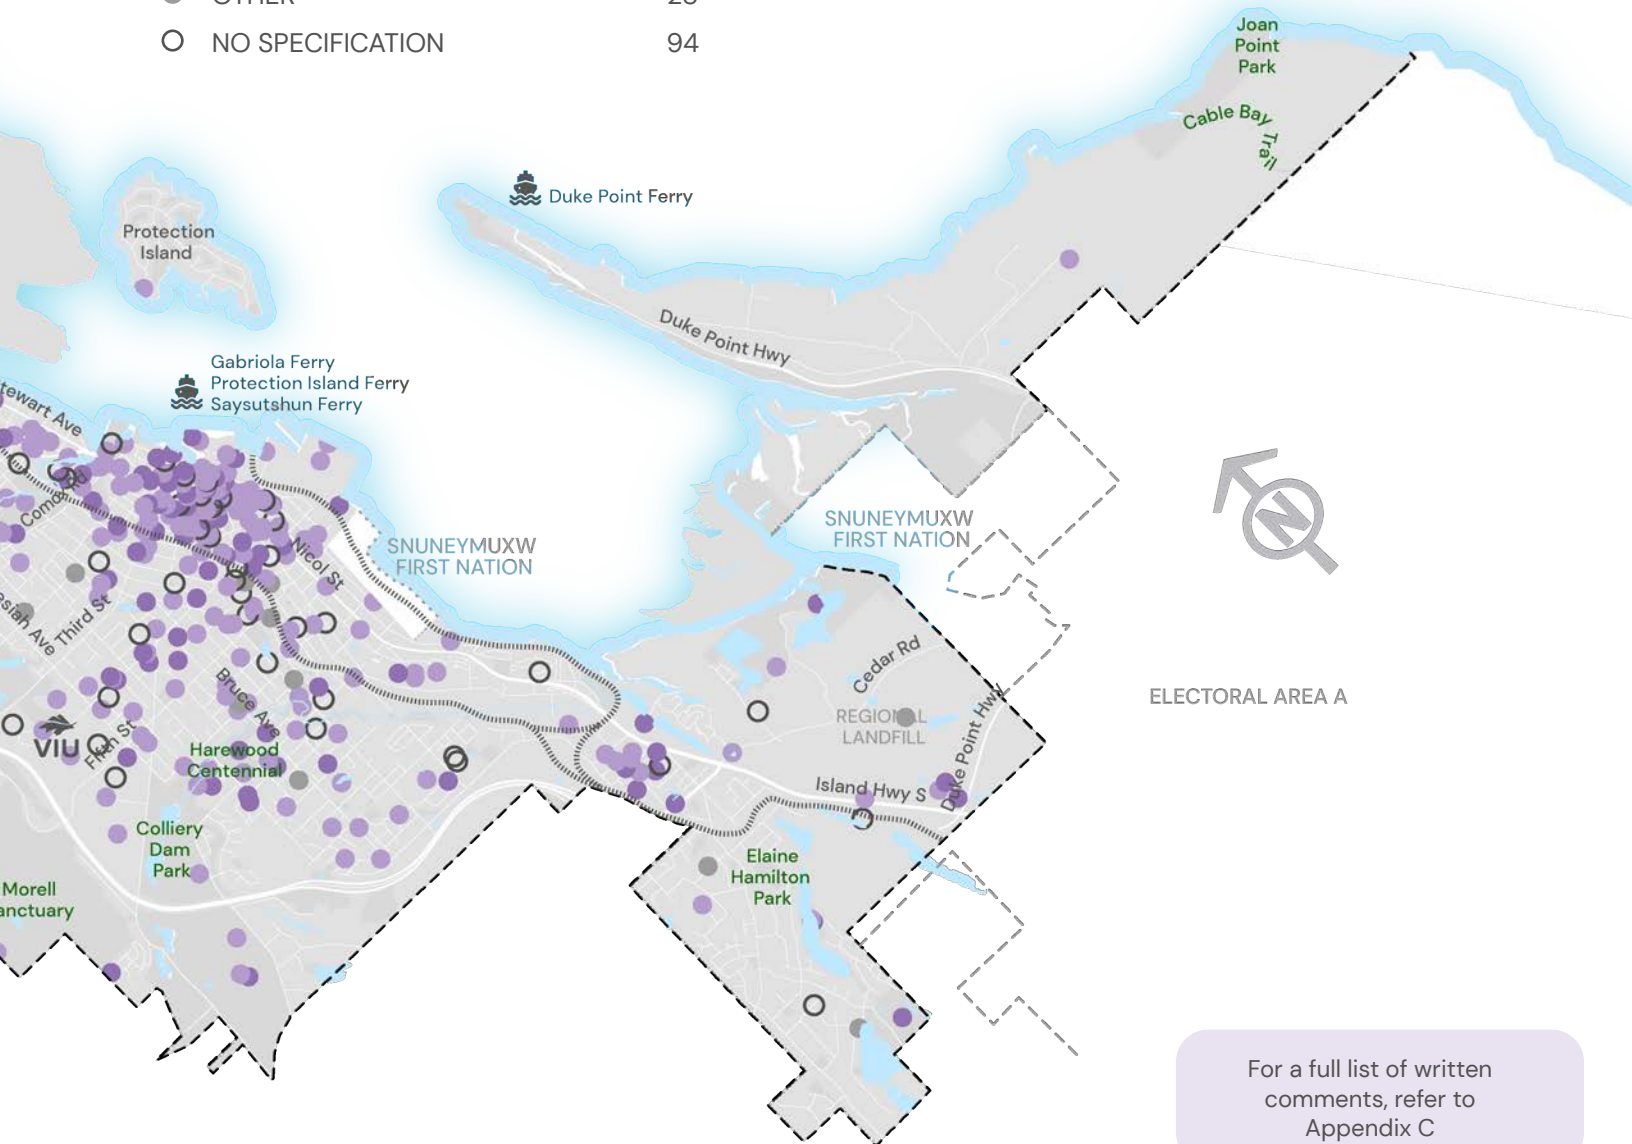 NO SPECIFICATION 94
Joan
Point
Park
Cable Bay
Trail
Duke Point Ferry
Protection
Island
Duke Point Hwy
Gabriola Ferry
Protection Island Ferry
Saysutshun Ferry
tewart Ave
SNUNEYMUXW
FIRST NATION
SNUNEYMUXW
FIRST NATION
N
Nicol St
Third St
Cedar Rd
ELECTORAL AREA A
Bruce Ave
REGIONAL
LANDFILL
Duke Point Hwy
VIU
Fifth St
Harewood
Centennial
Island Hwy S
Colliery
Dam
Park
Elaine
Hamilton
Park
Morell
anctuary
For a full list of written
comments, refer to
Appendix C